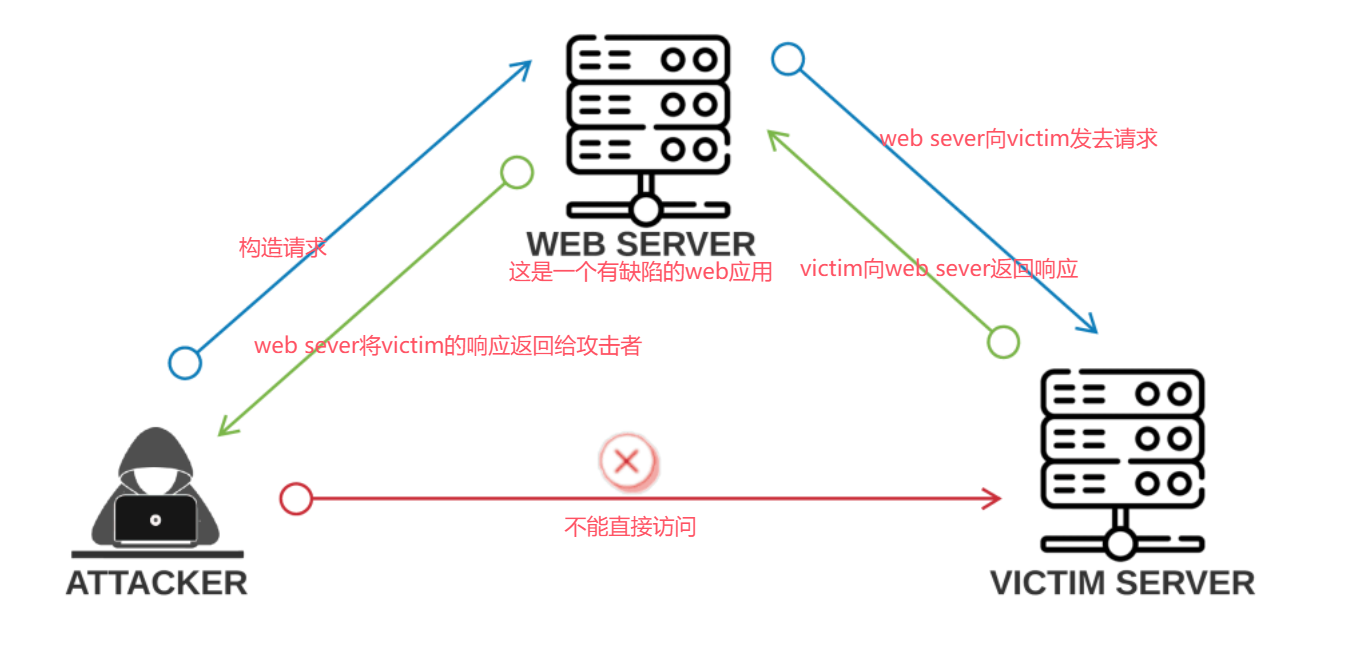 web sever向victim发去请求
构造请求
WEB SERVER
这是一个有缺陷的web应用
victim向web sever返回响应
web sever将victim的响应返回给攻击者
不能直接访问
ATTACKER
VICTIM SERVER